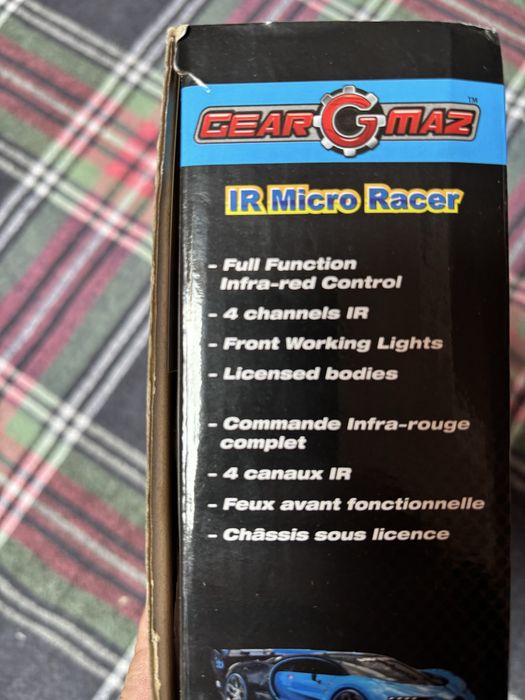 GEAR G MAZ™
IR Micro Racer
- Full Function
Infra-red Control
- 4 channels IR
- Front Working Lights
- Licensed bodies
- Commande Infra-rouge
complet
- 4 canaux IR
- Feux avant fonctionnelle
- Châssis sous licence